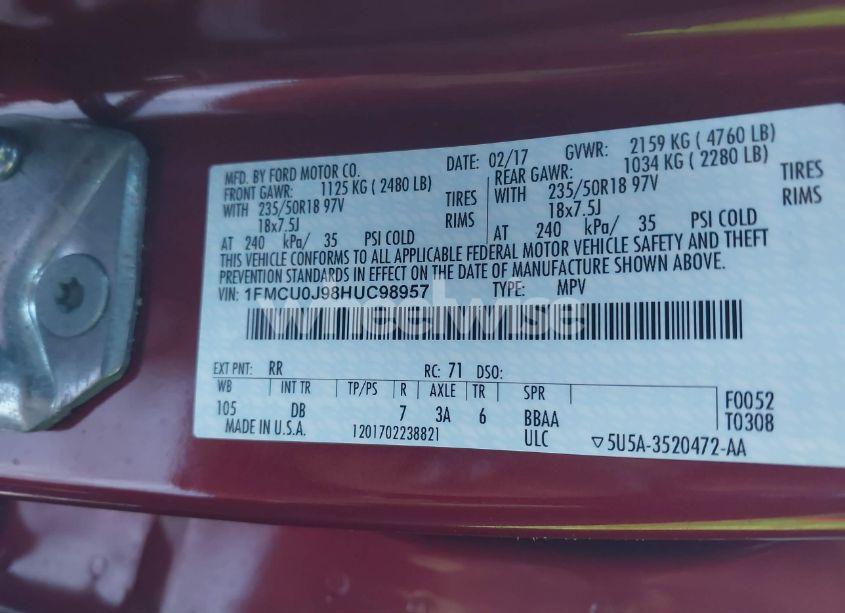 MFD. BY FORD MOTOR CO. DATE: 02/17 GVWR: 2159 KG ( 4760 LB)
FRONT GAWR: 1125 KG ( 2480 LB) REAR GAWR: 1034 KG ( 2280 LB)
WITH 235/50R18 97V TIRES WITH 235/50R18 97V TIRES
18x7.5J RIMS 18x7.5J RIMS
AT 240 kPa/ 35 PSI COLD AT 240 kPa/ 35 PSI COLD
THIS VEHICLE CONFORMS TO ALL APPLICABLE FEDERAL MOTOR VEHICLE SAFETY AND THEFT
PREVENTION STANDARDS IN EFFECT ON THE DATE OF MANUFACTURE SHOWN ABOVE.
VIN: 1FMCU0J98HUC98957 TYPE: MPV
wheelwise
EXT PNT: RR RC: 71 DSO:
WB INT TR TP/PS R AXLE TR SPR F0052
105 DB 7 3A 6 BBAA T0308
MADE IN U.S.A. 1201702238821 ULC ▽5U5A-3520472-AA